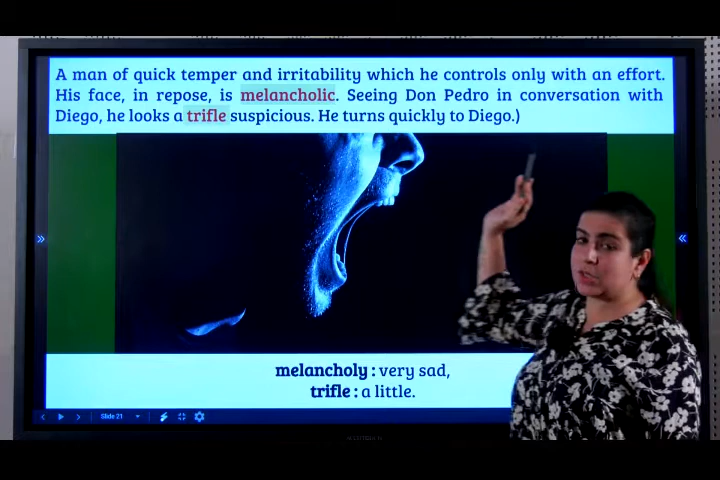 A man of quick temper and irritability which he controls only with an effort.
His face, in repose, is melancholic. Seeing Don Pedro in conversation with
Diego, he looks a trifle suspicious. He turns quickly to Diego.)
melancholy : very sad,
trifle : a little.
Slide 21